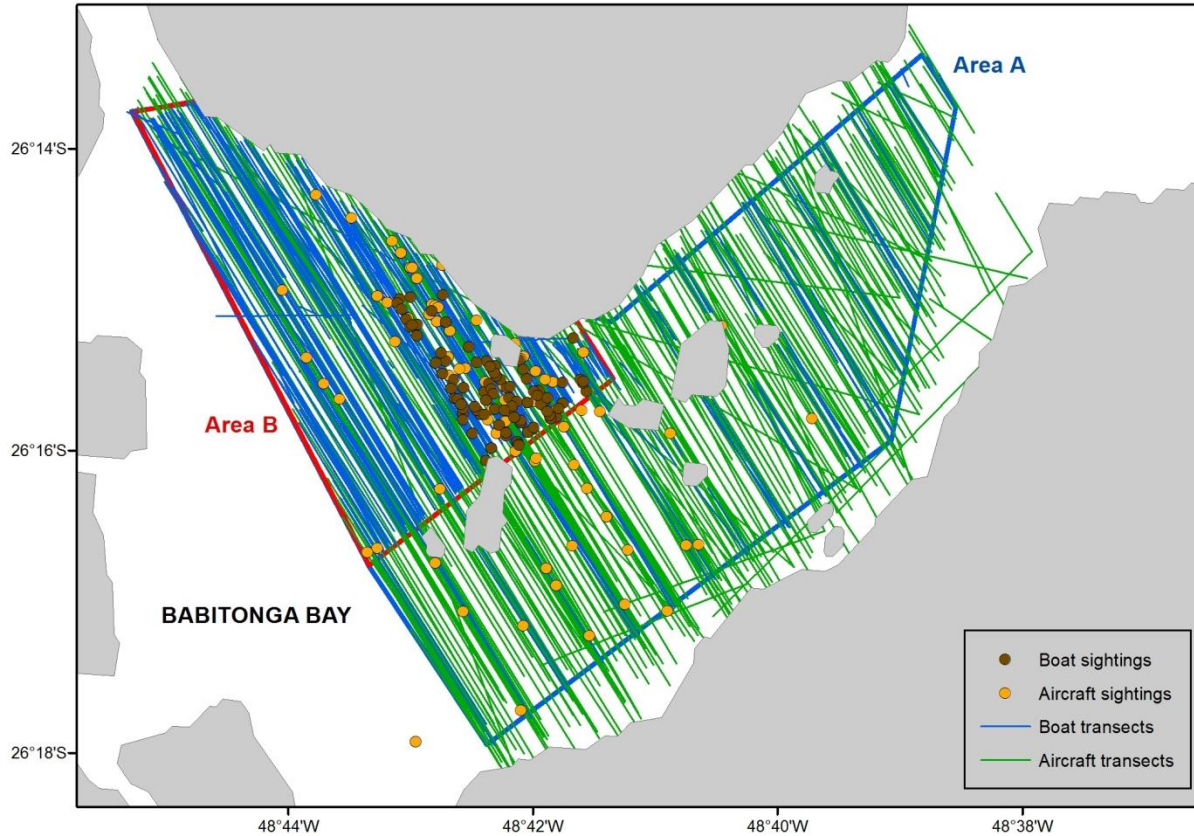 Area A
26°14'S
Area B
26°16'S
BABITONGA BAY
Boat sightings
Aircraft sightings
Boat transects
Aircraft transects
26°18'S
48°44'W
48°42'W
48°40'W
48°38'W